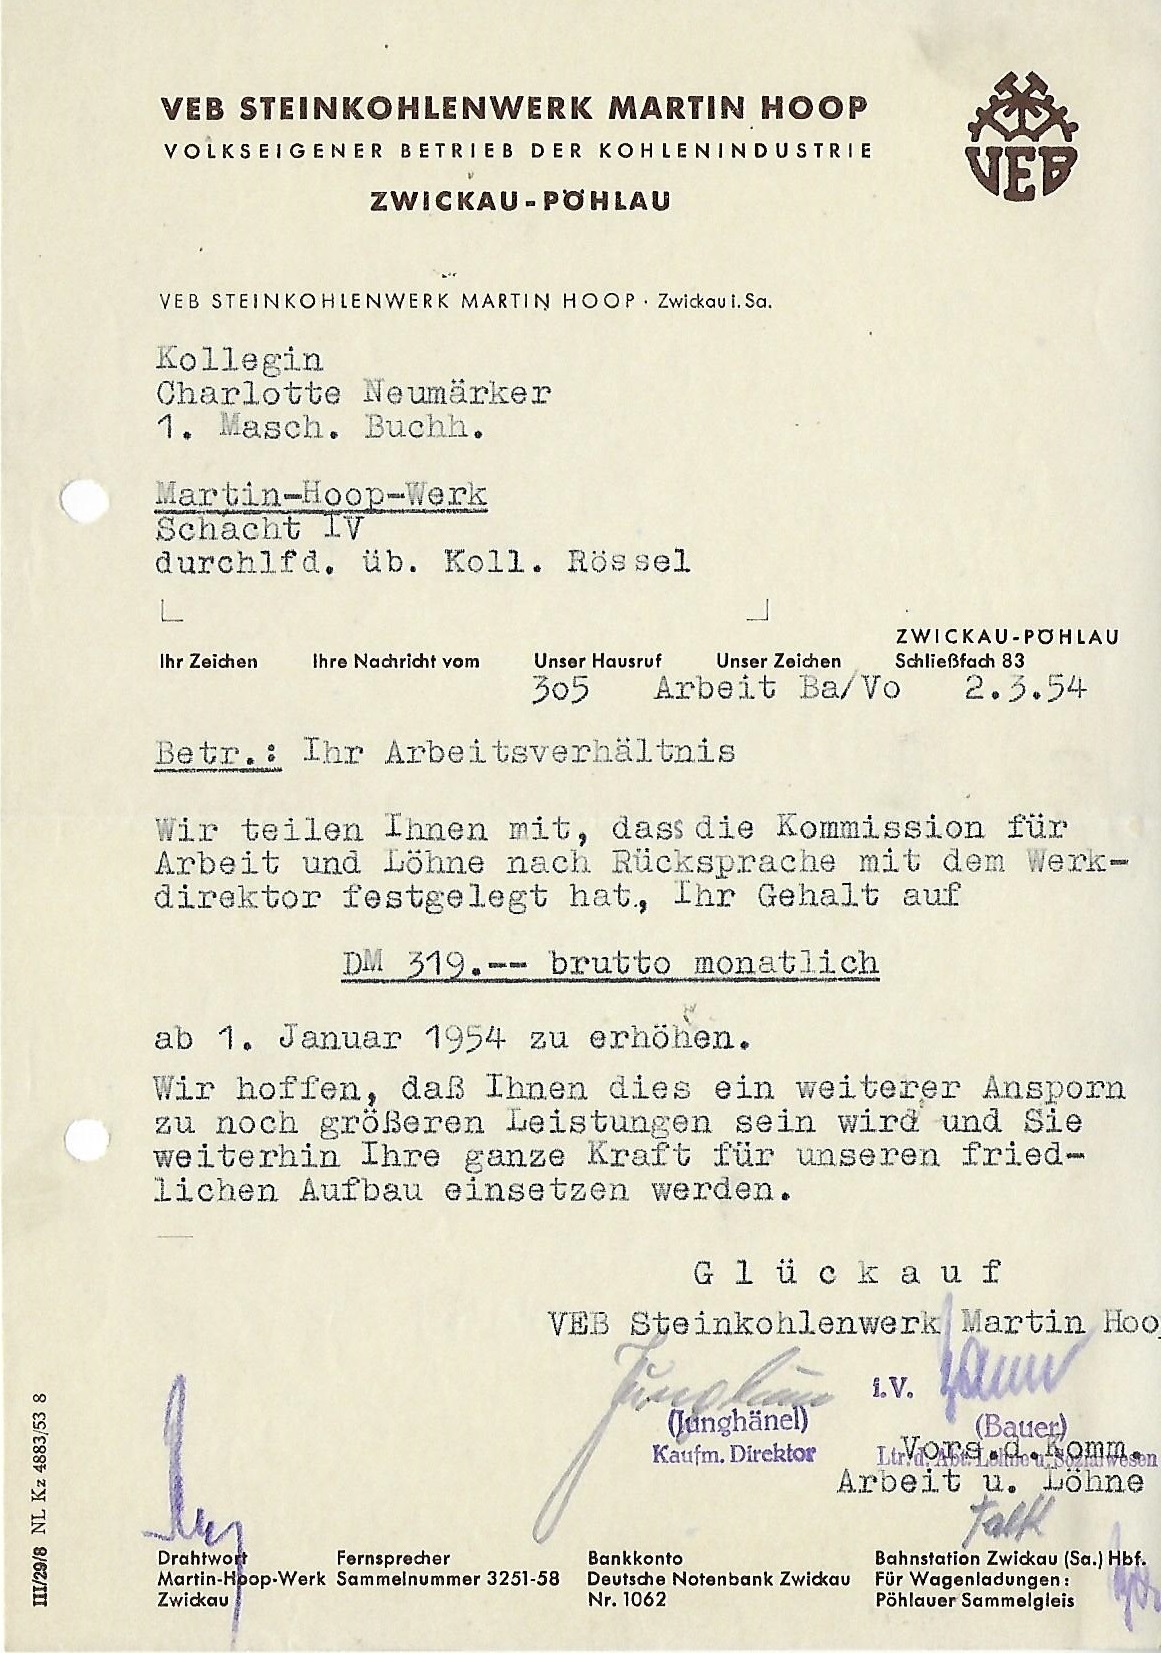 VEB STEINKOHLENWERK MARTIN HOOP
VOLKSEIGENER BETRIEB DER KOHLENINDUSTRIE
ZWICKAU-PÖHLAU
VEB
VEB STEINKOHLENWERK MARTIN HOOP · Zwickau i. Sa.
Kollegin
Charlotte Neumärker
1. Masch. Buchh.
Martin-Hoop-Werk
Schacht IV
durchlfd. üb. Koll. Rössel
ZWICKAU-PÖHLAU
Ihr Zeichen Ihre Nachricht vom Unser Hausruf Unser Zeichen Schließfach 83
305 Arbeit Ba/Vo 2.3.54
Betr.: Ihr Arbeitsverhältnis
Wir teilen Ihnen mit, dass die Kommission für
Arbeit und Löhne nach Rücksprache mit dem Werk-
direktor festgelegt hat, Ihr Gehalt auf
DM 319.-- brutto monatlich
ab 1. Januar 1954 zu erhöhen.
Wir hoffen, daß Ihnen dies ein weiterer Ansporn
zu noch größeren Leistungen sein wird und Sie
weiterhin Ihre ganze Kraft für unseren fried-
lichen Aufbau einsetzen werden.
Glückauf
VEB Steinkohlenwerk Martin Hoo
Junghänel i.V. Bauer
(Junghänel) (Bauer)
Kaufm. Direktor Ltr. d. Abt. Löhne u. Sozialwesen
Vors.d.Komm.
Arbeit u. Löhne
Drahtwort Fernsprecher Bankkonto Bahnstation Zwickau (Sa.) Hbf.
Martin-Hoop-Werk Sammelnummer 3251-58 Deutsche Notenbank Zwickau Für Wagenladungen:
Zwickau Nr. 1062 Pöhlauer Sammelgleis
III/29/8 NL Kz 4883/53 8